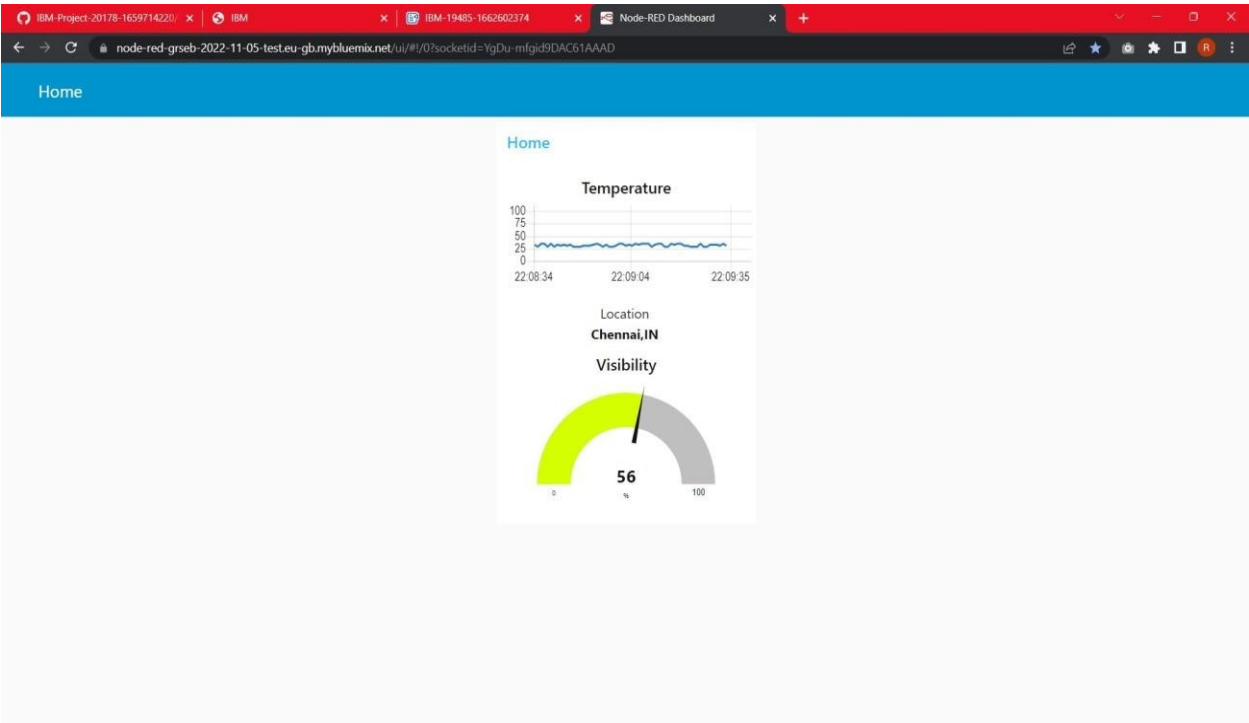 IBM-Project-20178-1659714220/
IBM
IBM-19485-1662602374
Node-RED Dashboard
node-red-grseb-2022-11-05-test.eu-gb.mybluemix.net/ui/#!/0?socketid=YgDu-mfgid9DAC61AAAD
R
Home
Home
Temperature
100
75
50
25
0
22:08:34 22:09:04 22:09:35
Location
Chennai,IN
Visibility
56
0 % 100